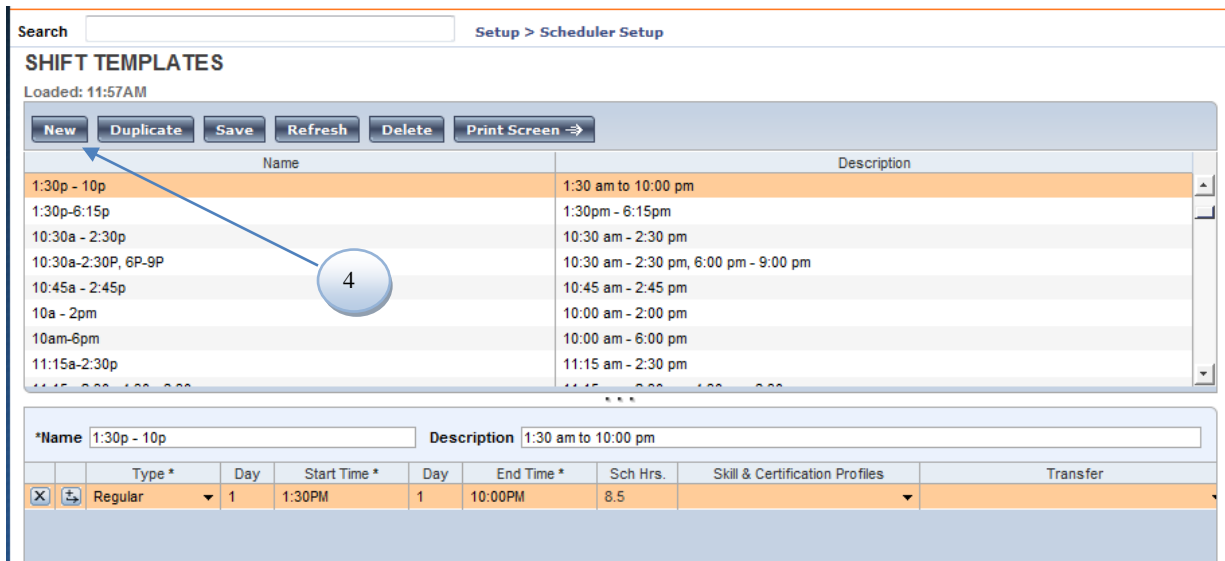 Search Setup > Scheduler Setup
SHIFT TEMPLATES
Loaded: 11:57AM
New Duplicate Save Refresh Delete Print Screen
Name Description
1:30p - 10p 1:30 am to 10:00 pm
1:30p-6:15p 1:30pm - 6:15pm
10:30a - 2:30p 10:30 am - 2:30 pm
10:30a-2:30P, 6P-9P 10:30 am - 2:30 pm, 6:00 pm - 9:00 pm
10:45a - 2:45p 10:45 am - 2:45 pm
10a - 2pm 10:00 am - 2:00 pm
10am-6pm 10:00 am - 6:00 pm
11:15a-2:30p 11:15 am - 2:30 pm
4
*Name 1:30p - 10p Description 1:30 am to 10:00 pm
Type * Day Start Time * Day End Time * Sch Hrs. Skill & Certification Profiles Transfer
Regular 1 1:30PM 1 10:00PM 8.5